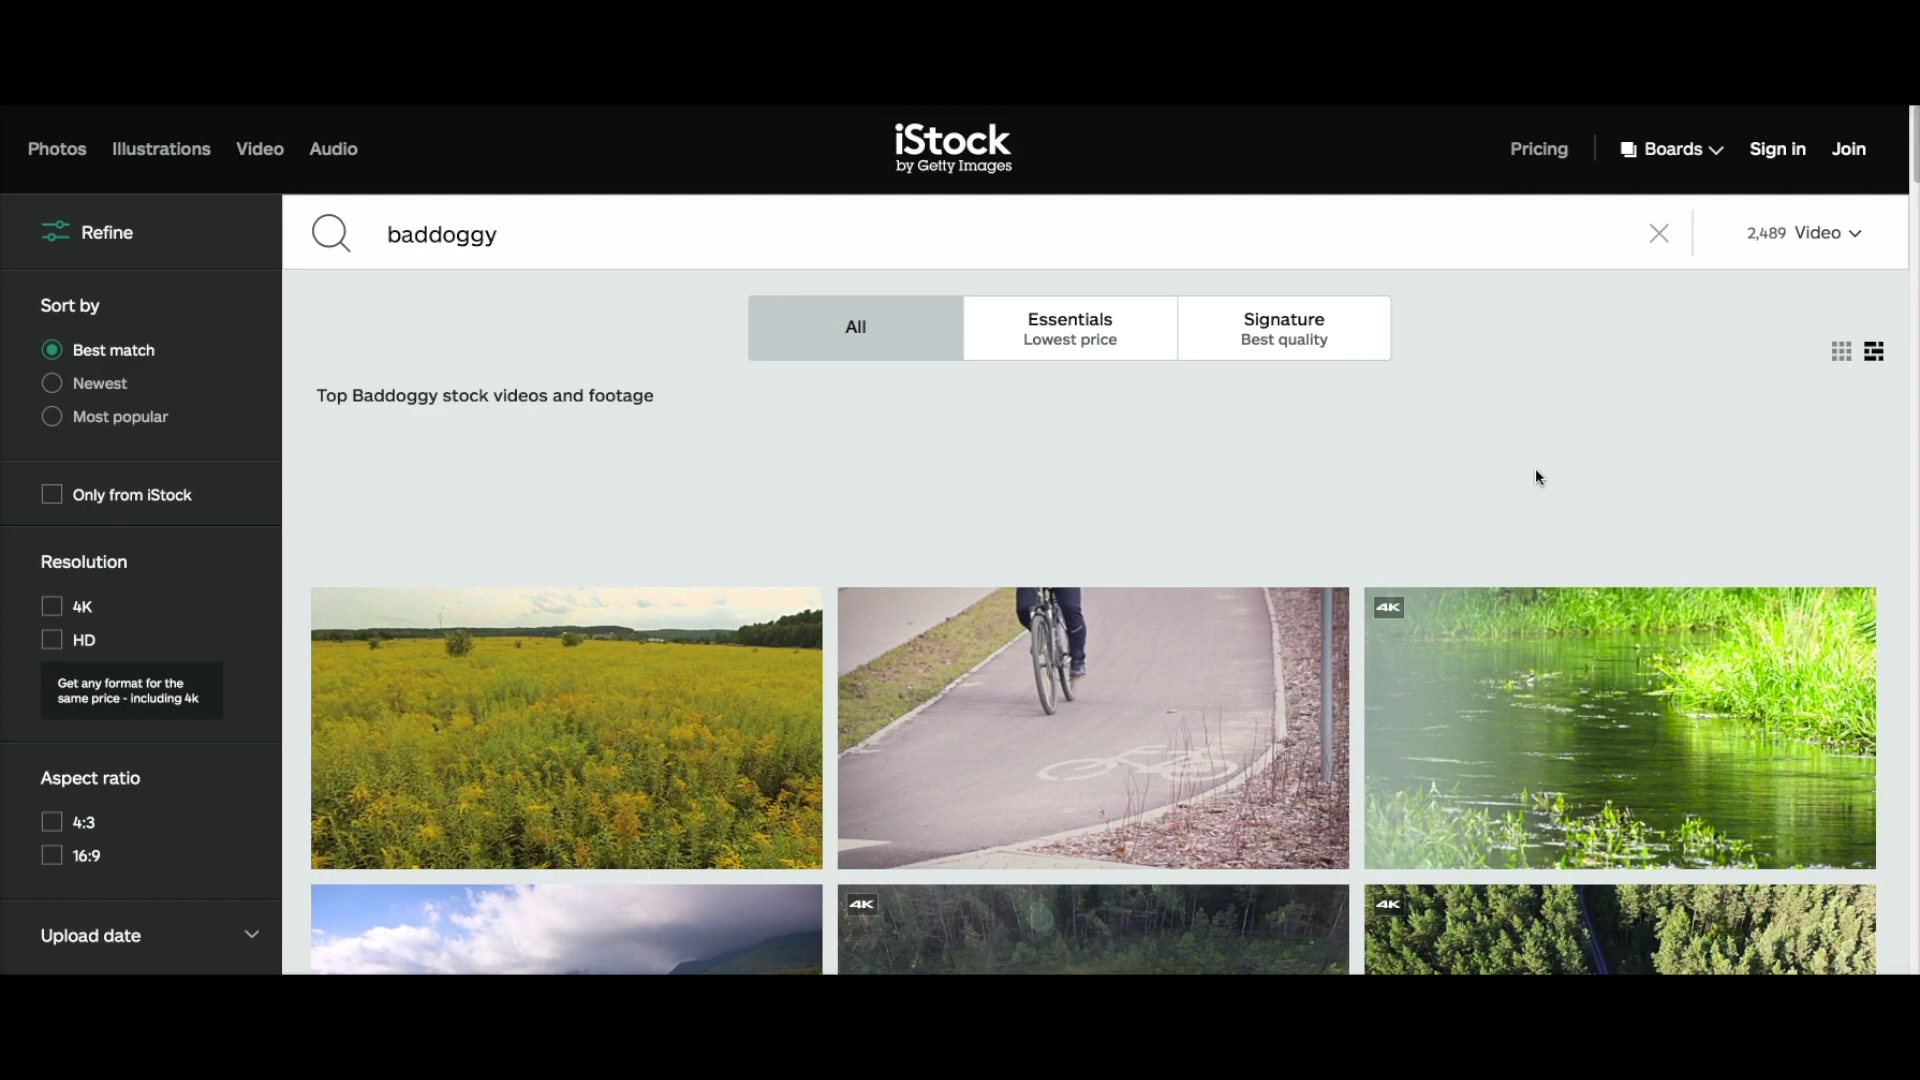 Photos Illustrations Video Audio
iStock
by Getty Images
Pricing Boards Sign in Join
Refine
baddoggy
2,489 Video
Sort by
Best match
Newest
Most popular
Only from iStock
Resolution
4K
HD
Get any format for the
same price - including 4k
Aspect ratio
4:3
16:9
Upload date
All
Essentials
Lowest price
Signature
Best quality
Top Baddoggy stock videos and footage
4K
4K
4K